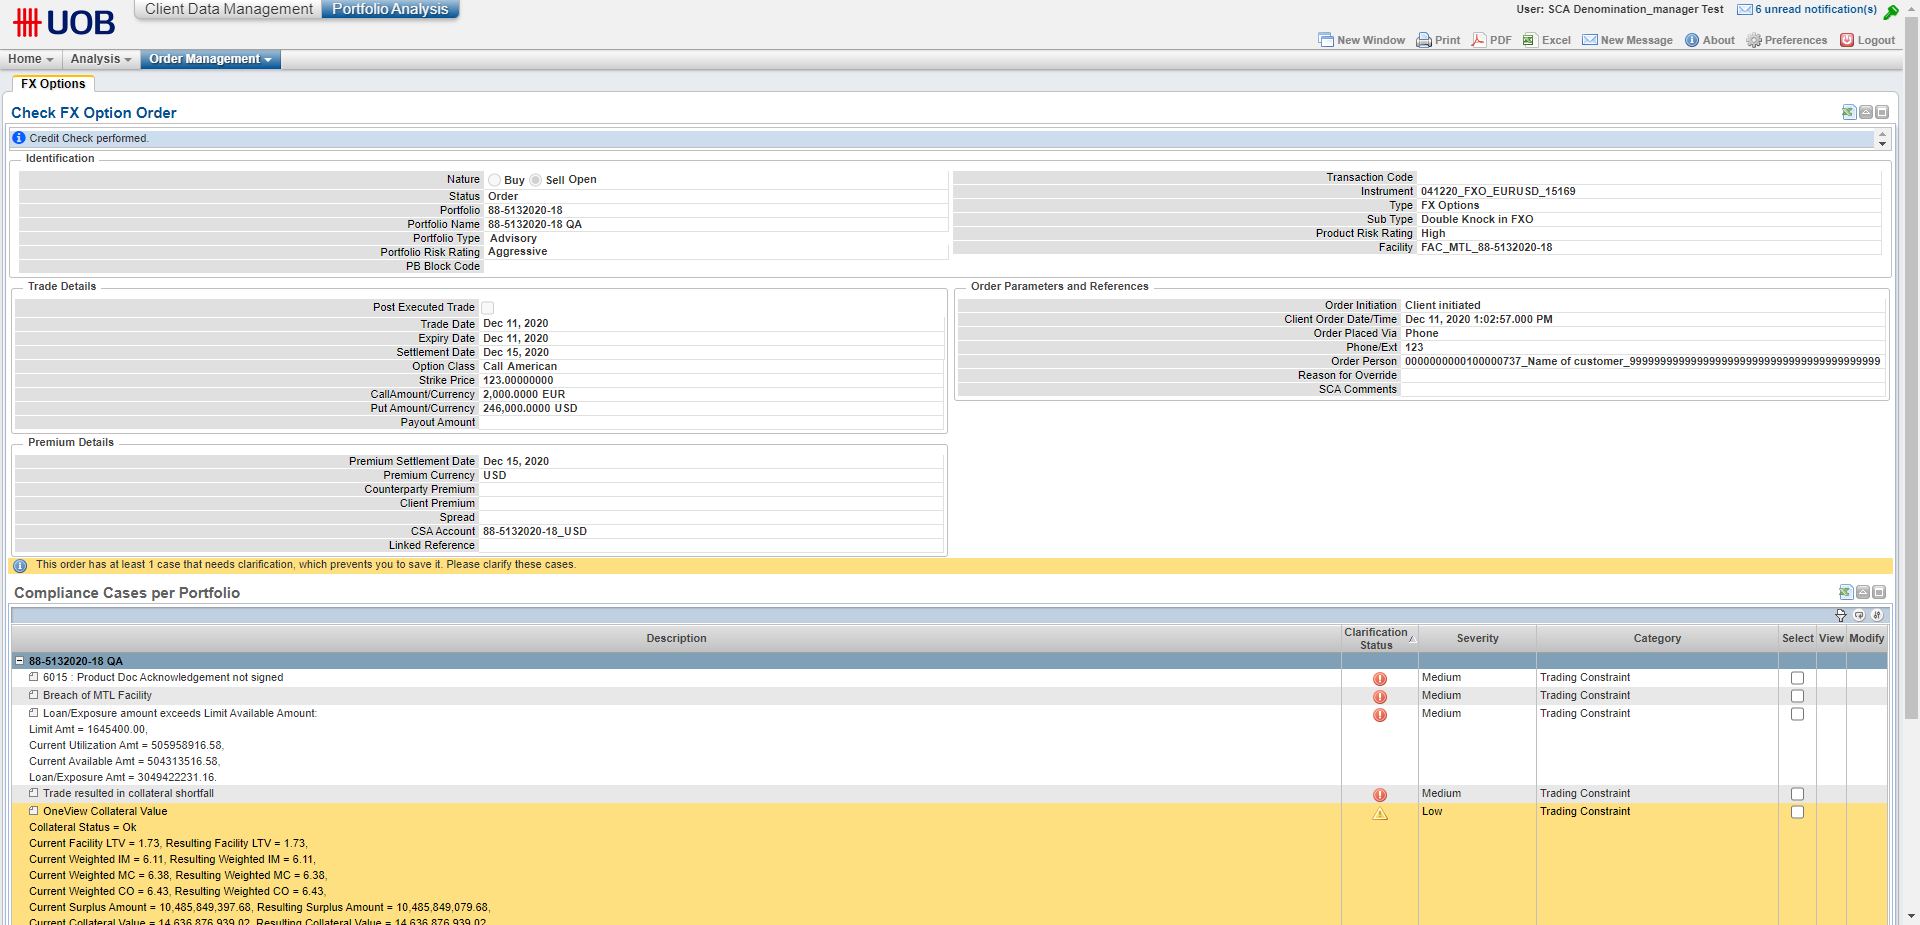 UOB
Client Data Management Portfolio Analysis
User: SCA Denomination_manager Test 6 unread notification(s)
New Window Print PDF Excel New Message About Preferences Logout
Home Analysis Order Management
FX Options
Check FX Option Order
Credit Check performed.
Identification
Nature Buy Sell Open
Status Order
Portfolio 88-5132020-18
Portfolio Name 88-5132020-18 QA
Portfolio Type Advisory
Portfolio Risk Rating Aggressive
PB Block Code
Transaction Code
Instrument 041220_FXO_EURUSD_15169
Type FX Options
Sub Type Double Knock in FXO
Product Risk Rating High
Facility FAC_MTL_88-5132020-18
Trade Details
Post Executed Trade
Trade Date Dec 11, 2020
Expiry Date Dec 11, 2020
Settlement Date Dec 15, 2020
Option Class Call American
Strike Price 123.00000000
CallAmount/Currency 2,000.0000 EUR
Put Amount/Currency 246,000.0000 USD
Payout Amount
Order Parameters and References
Order Initiation Client initiated
Client Order Date/Time Dec 11, 2020 1:02:57.000 PM
Order Placed Via Phone
Phone/Ext 123
Order Person
Reason for Override
SCA Comments
Premium Details
Premium Settlement Date Dec 15, 2020
Premium Currency USD
Counterparty Premium
Client Premium
Spread
CSA Account 88-5132020-18_USD
Linked Reference
This order has at least 1 case that needs clarification, which prevents you to save it. Please clarify these cases.
Compliance Cases per Portfolio
Description Clarification Status Severity Category Select View Modify
88-5132020-18 QA
6015 : Product Doc Acknowledgement not signed Medium Trading Constraint
Breach of MTL Facility Medium Trading Constraint
Loan/Exposure amount exceeds Limit Available Amount: Medium Trading Constraint
Limit Amt = 1645400.00,
Current Utilization Amt = 505958916.58,
Current Available Amt = 504313516.58,
Loan/Exposure Amt = 3049422231.16.
Trade resulted in collateral shortfall Medium Trading Constraint
OneView Collateral Value Low Trading Constraint
Collateral Status = Ok
Current Facility LTV = 1.73, Resulting Facility LTV = 1.73,
Current Weighted IM = 6.11, Resulting Weighted IM = 6.11,
Current Weighted MC = 6.38, Resulting Weighted MC = 6.38,
Current Weighted CO = 6.43, Resulting Weighted CO = 6.43,
Current Surplus Amount = 10,485,849,397.68, Resulting Surplus Amount = 10,485,849,079.68,
Current Collateral Value = 14,636,876,939.02, Resulting Collateral Value = 14,636,876,939.02,